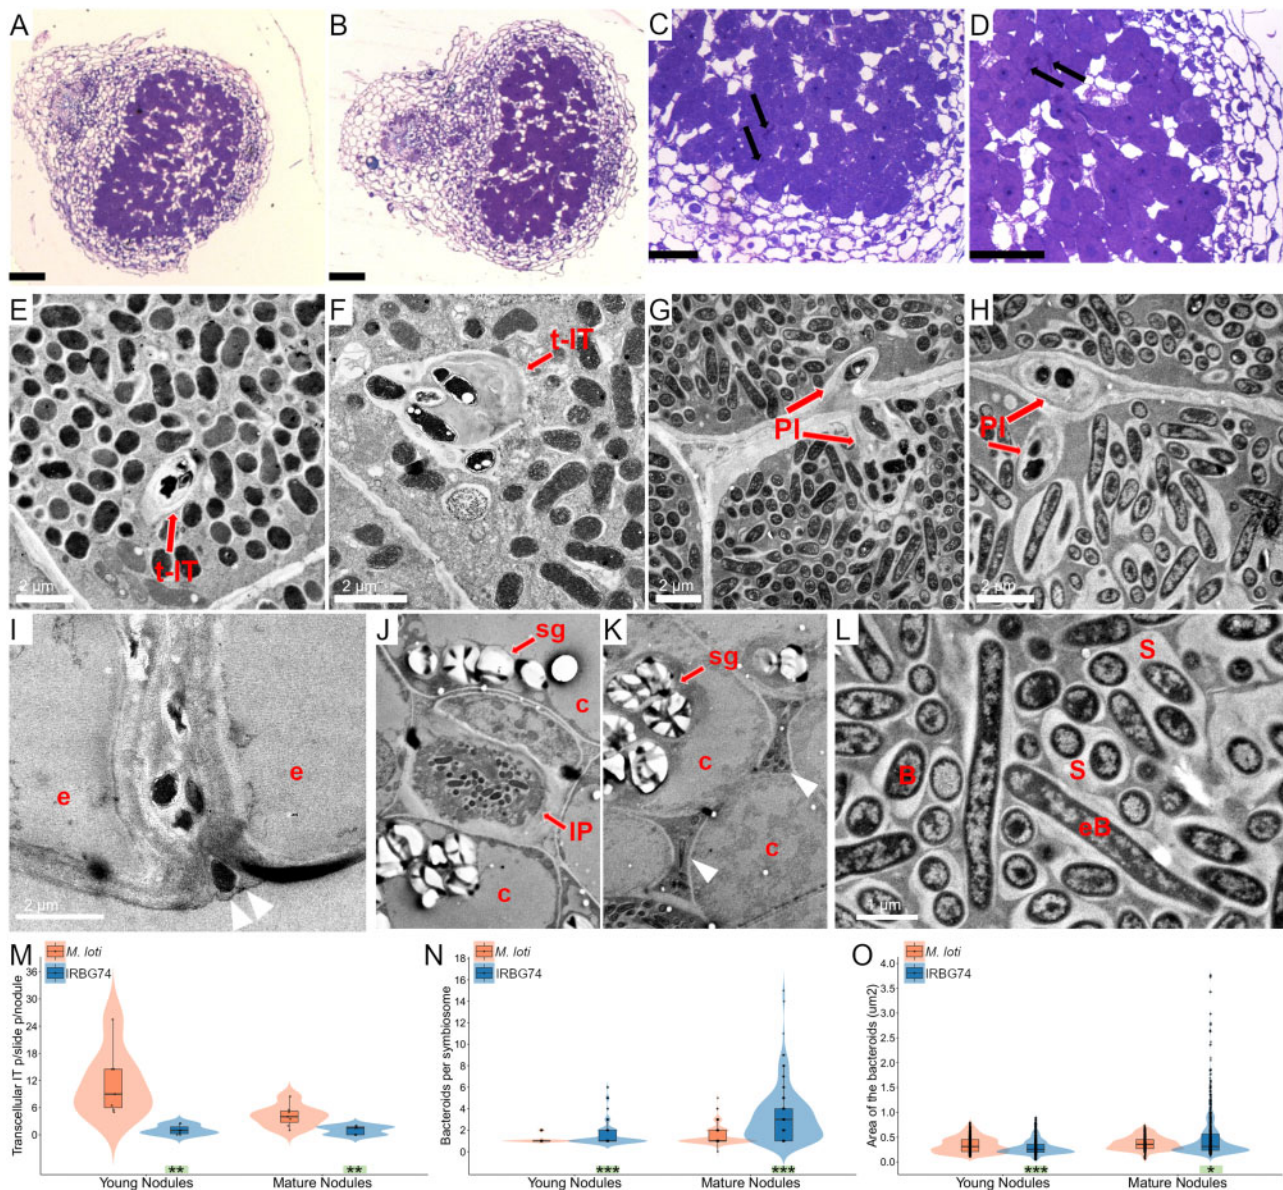 A
B
C
D
E
t-IT
2 µm
F
t-IT
2 µm
G
PI
2 µm
H
PI
2 µm
I
e
e
2 µm
J
sg
c
IP
c
K
sg
c
c
L
S
B
S
eB
1 µm
M
M. loti
IRBG74
Transcellular IT p/slide p/nodule
36
30
24
18
12
6
0
**
**
Young Nodules
Mature Nodules
N
M. loti
IRBG74
Bacteroids per symbiosome
18
16
14
12
10
8
6
4
2
0
***
***
Young Nodules
Mature Nodules
O
M. loti
IRBG74
Area of the bacteroids (um2)
4.0
3.5
3.0
2.5
2.0
1.5
1.0
0.5
0.0
***
*
Young Nodules
Mature Nodules